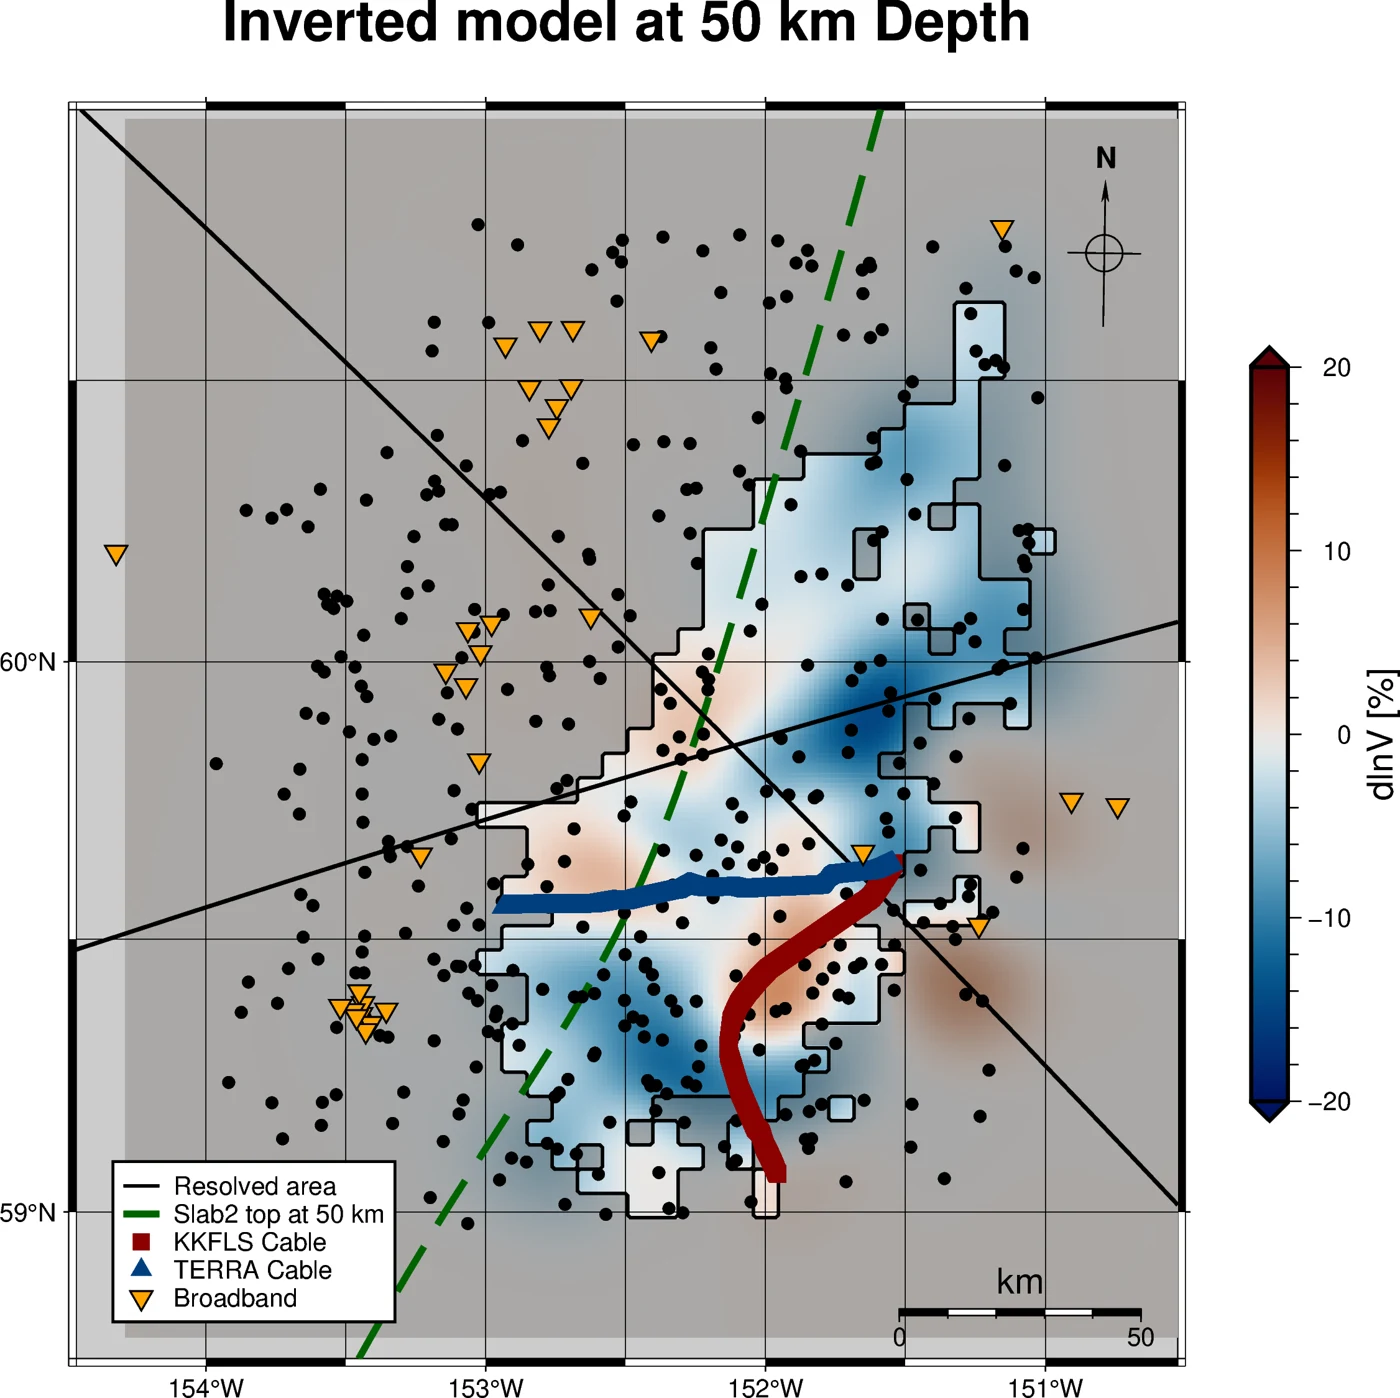 Inverted model at 50 km Depth
N
20
10
0
−10
−20
dlnV [%]
60°N
59°N
Resolved area
Slab2 top at 50 km
KKFLS Cable
TERRA Cable
Broadband
km
0 50
154°W 153°W 152°W 151°W